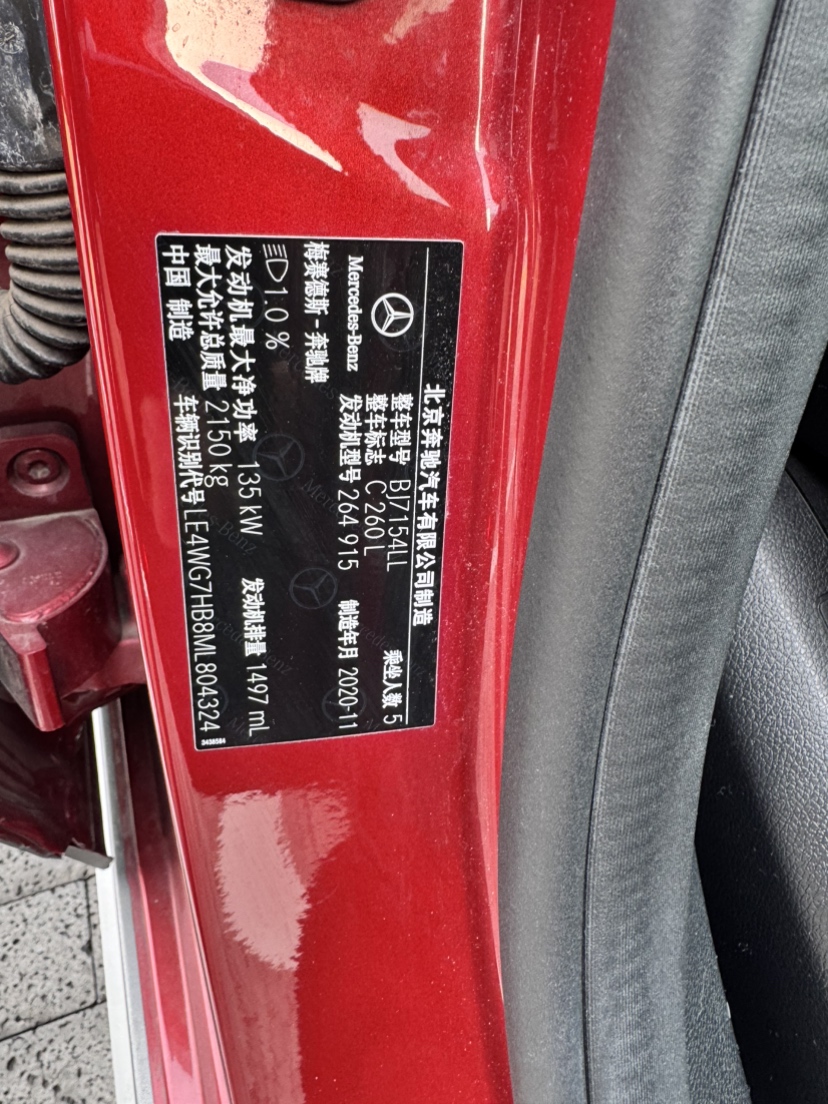 北京奔驰汽车有限公司制造
Mercedes-Benz
整车型号 BJ7154LL 乘坐人数 5
整车标志 C 260 L
梅赛德斯-奔驰牌 发动机型号 264 915 制造年月 2020-11
1.0 %
发动机最大净功率 135 kW 发动机排量 1497 mL
最大允许总质量 2150 kg
中国 制造 车辆识别代号 LE4WG7HB8ML804324
3438584